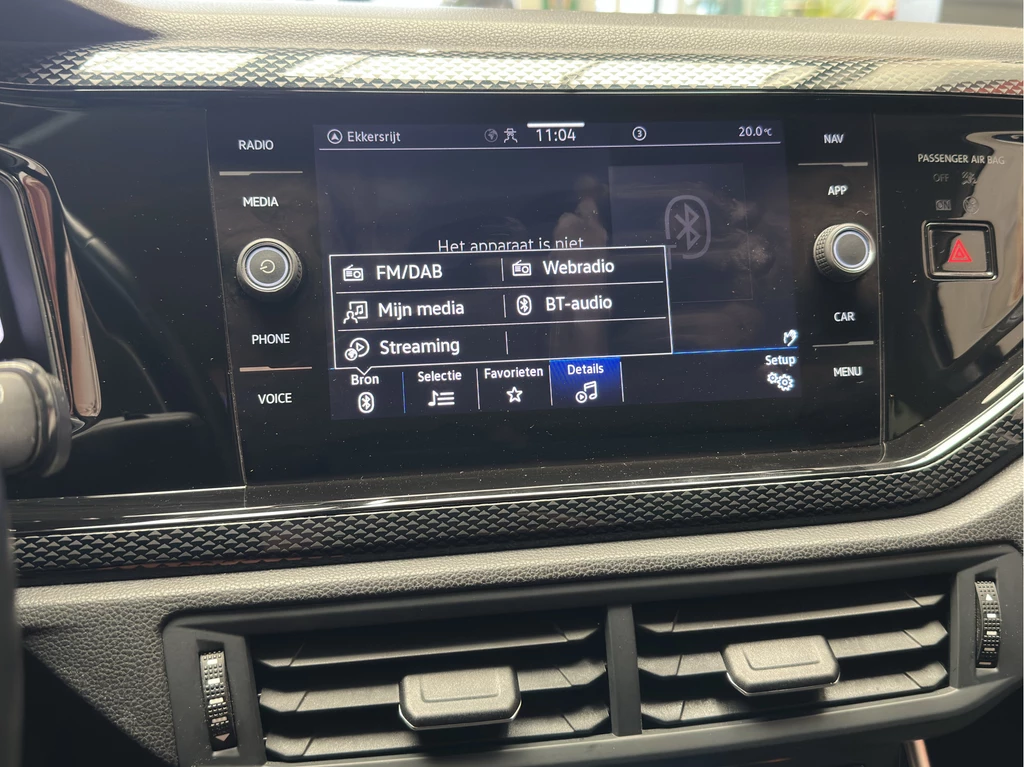 RADIO
MEDIA
PHONE
VOICE
Ekkersrijt
11:04
3
20.0°C
Het apparaat is niet
FM/DAB
Webradio
Mijn media
BT-audio
Streaming
Bron
Selectie
Favorieten
Details
Setup
NAV
APP
CAR
MENU
PASSENGER AIR BAG
OFF
ON